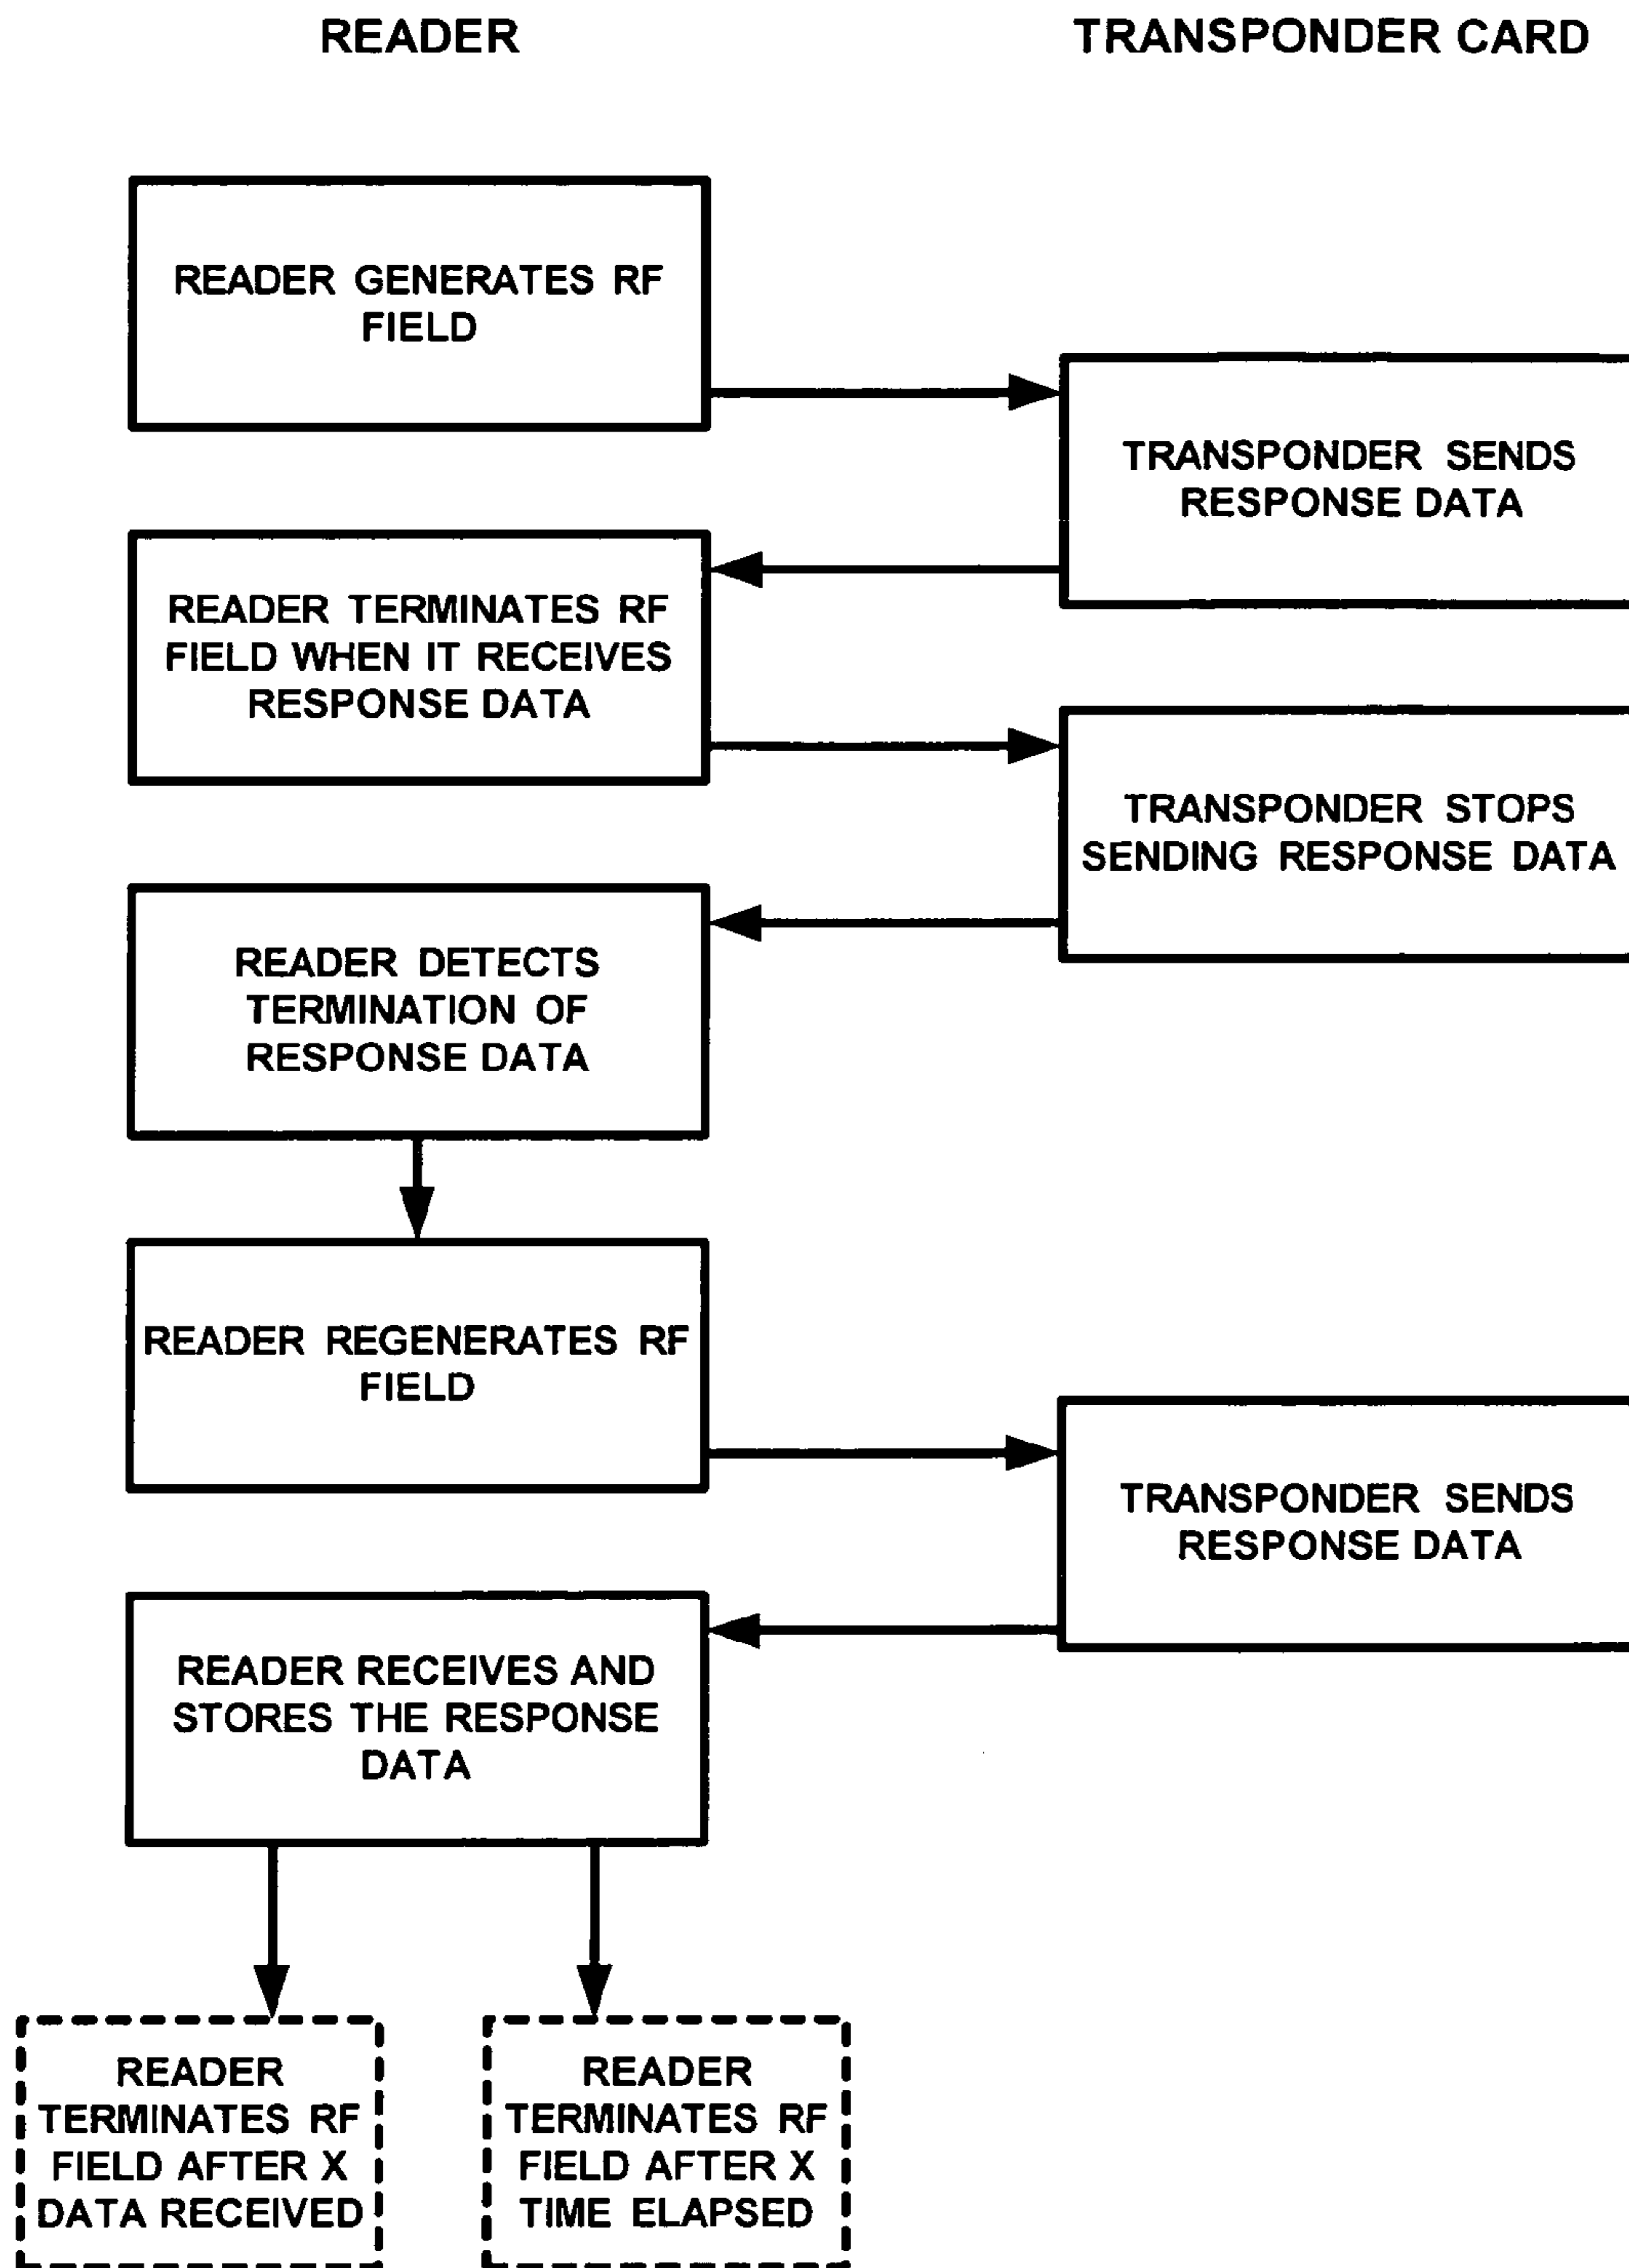 READER
TRANSPONDER CARD
READER GENERATES RF
FIELD
TRANSPONDER SENDS
RESPONSE DATA
READER TERMINATES RF
FIELD WHEN IT RECEIVES
RESPONSE DATA
TRANSPONDER STOPS
SENDING RESPONSE DATA
READER DETECTS
TERMINATION OF
RESPONSE DATA
READER REGENERATES RF
FIELD
TRANSPONDER SENDS
RESPONSE DATA
READER RECEIVES AND
STORES THE RESPONSE
DATA
READER
TERMINATES RF
FIELD AFTER X
DATA RECEIVED
READER
TERMINATES RF
FIELD AFTER X
TIME ELAPSED